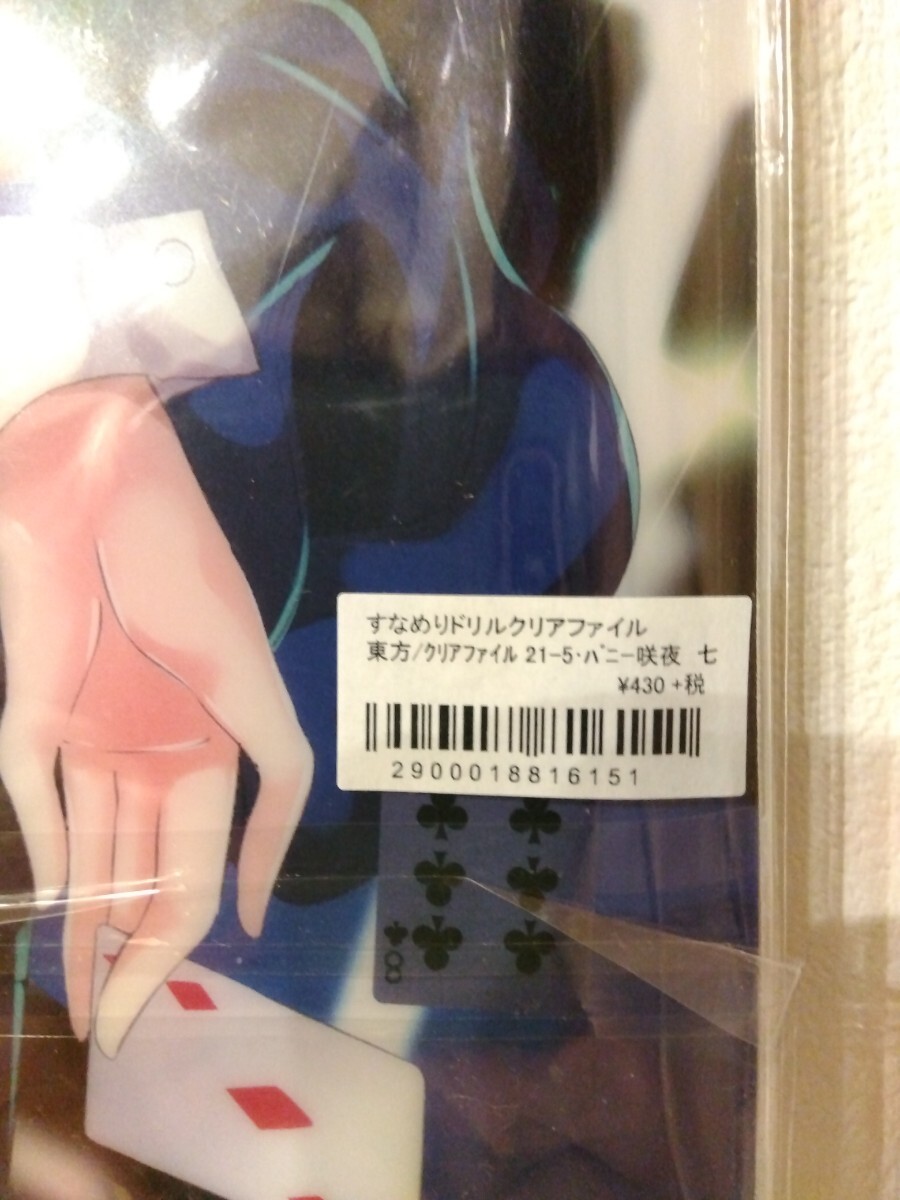 すなめりドリルクリアファイル
東方/ｸﾘｱﾌｧｲﾙ 21-5･ﾊﾞﾆｰ咲夜 七
¥430 +税
2900018816151
8